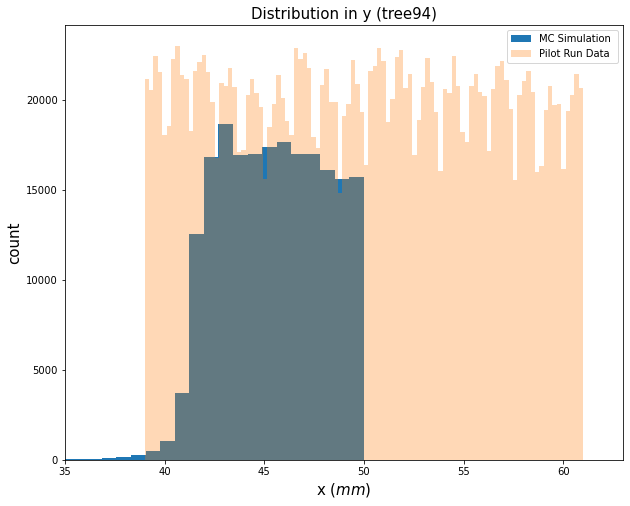 Distribution in y (tree94)
MC Simulation
Pilot Run Data
count
20000
15000
10000
5000
0
35
40
45
50
55
60
x (mm)